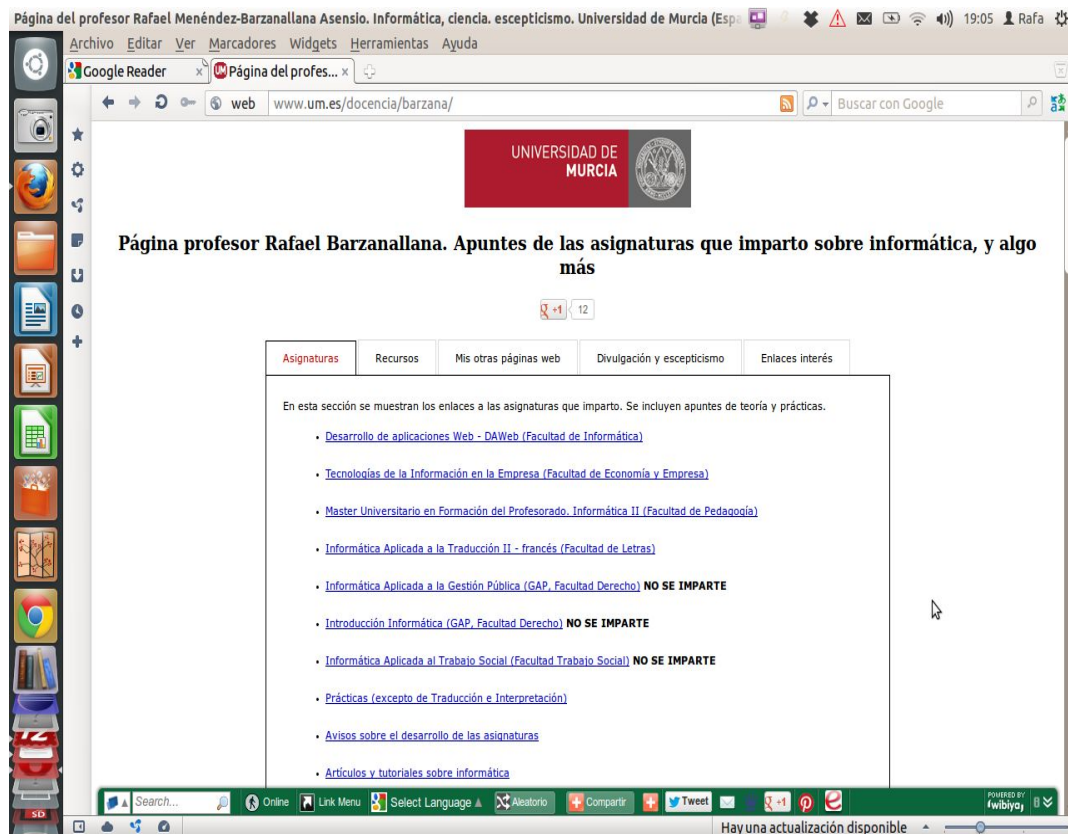 Página del profesor Rafael Menéndez-Barzanallana Asensio. Informática, ciencia. escepticismo. Universidad de Murcia (Espa
19:05 Rafa
Archivo Editar Ver Marcadores Widgets Herramientas Ayuda
Google Reader × Página del profes... ×
web www.um.es/docencia/barzana/ Buscar con Google
UNIVERSIDAD DE
MURCIA
Página profesor Rafael Barzanallana. Apuntes de las asignaturas que imparto sobre informática, y algo
más
+1 12
Asignaturas Recursos Mis otras páginas web Divulgación y escepticismo Enlaces interés
En esta sección se muestran los enlaces a las asignaturas que imparto. Se incluyen apuntes de teoría y prácticas.
• Desarrollo de aplicaciones Web - DAWeb (Facultad de Informática)
• Tecnologías de la Información en la Empresa (Facultad de Economía y Empresa)
• Master Universitario en Formación del Profesorado. Informática II (Facultad de Pedagogía)
• Informática Aplicada a la Traducción II - francés (Facultad de Letras)
• Informática Aplicada a la Gestión Pública (GAP, Facultad Derecho) NO SE IMPARTE
• Introducción Informática (GAP, Facultad Derecho) NO SE IMPARTE
• Informática Aplicada al Trabajo Social (Facultad Trabajo Social) NO SE IMPARTE
• Prácticas (excepto de Traducción e Interpretación)
• Avisos sobre el desarrollo de las asignaturas
• Artículos y tutoriales sobre informática
Search... Online Link Menu Select Language Aleatorio Compartir Tweet +1 POWERED BY wibiya
SD
Hay una actualización disponible